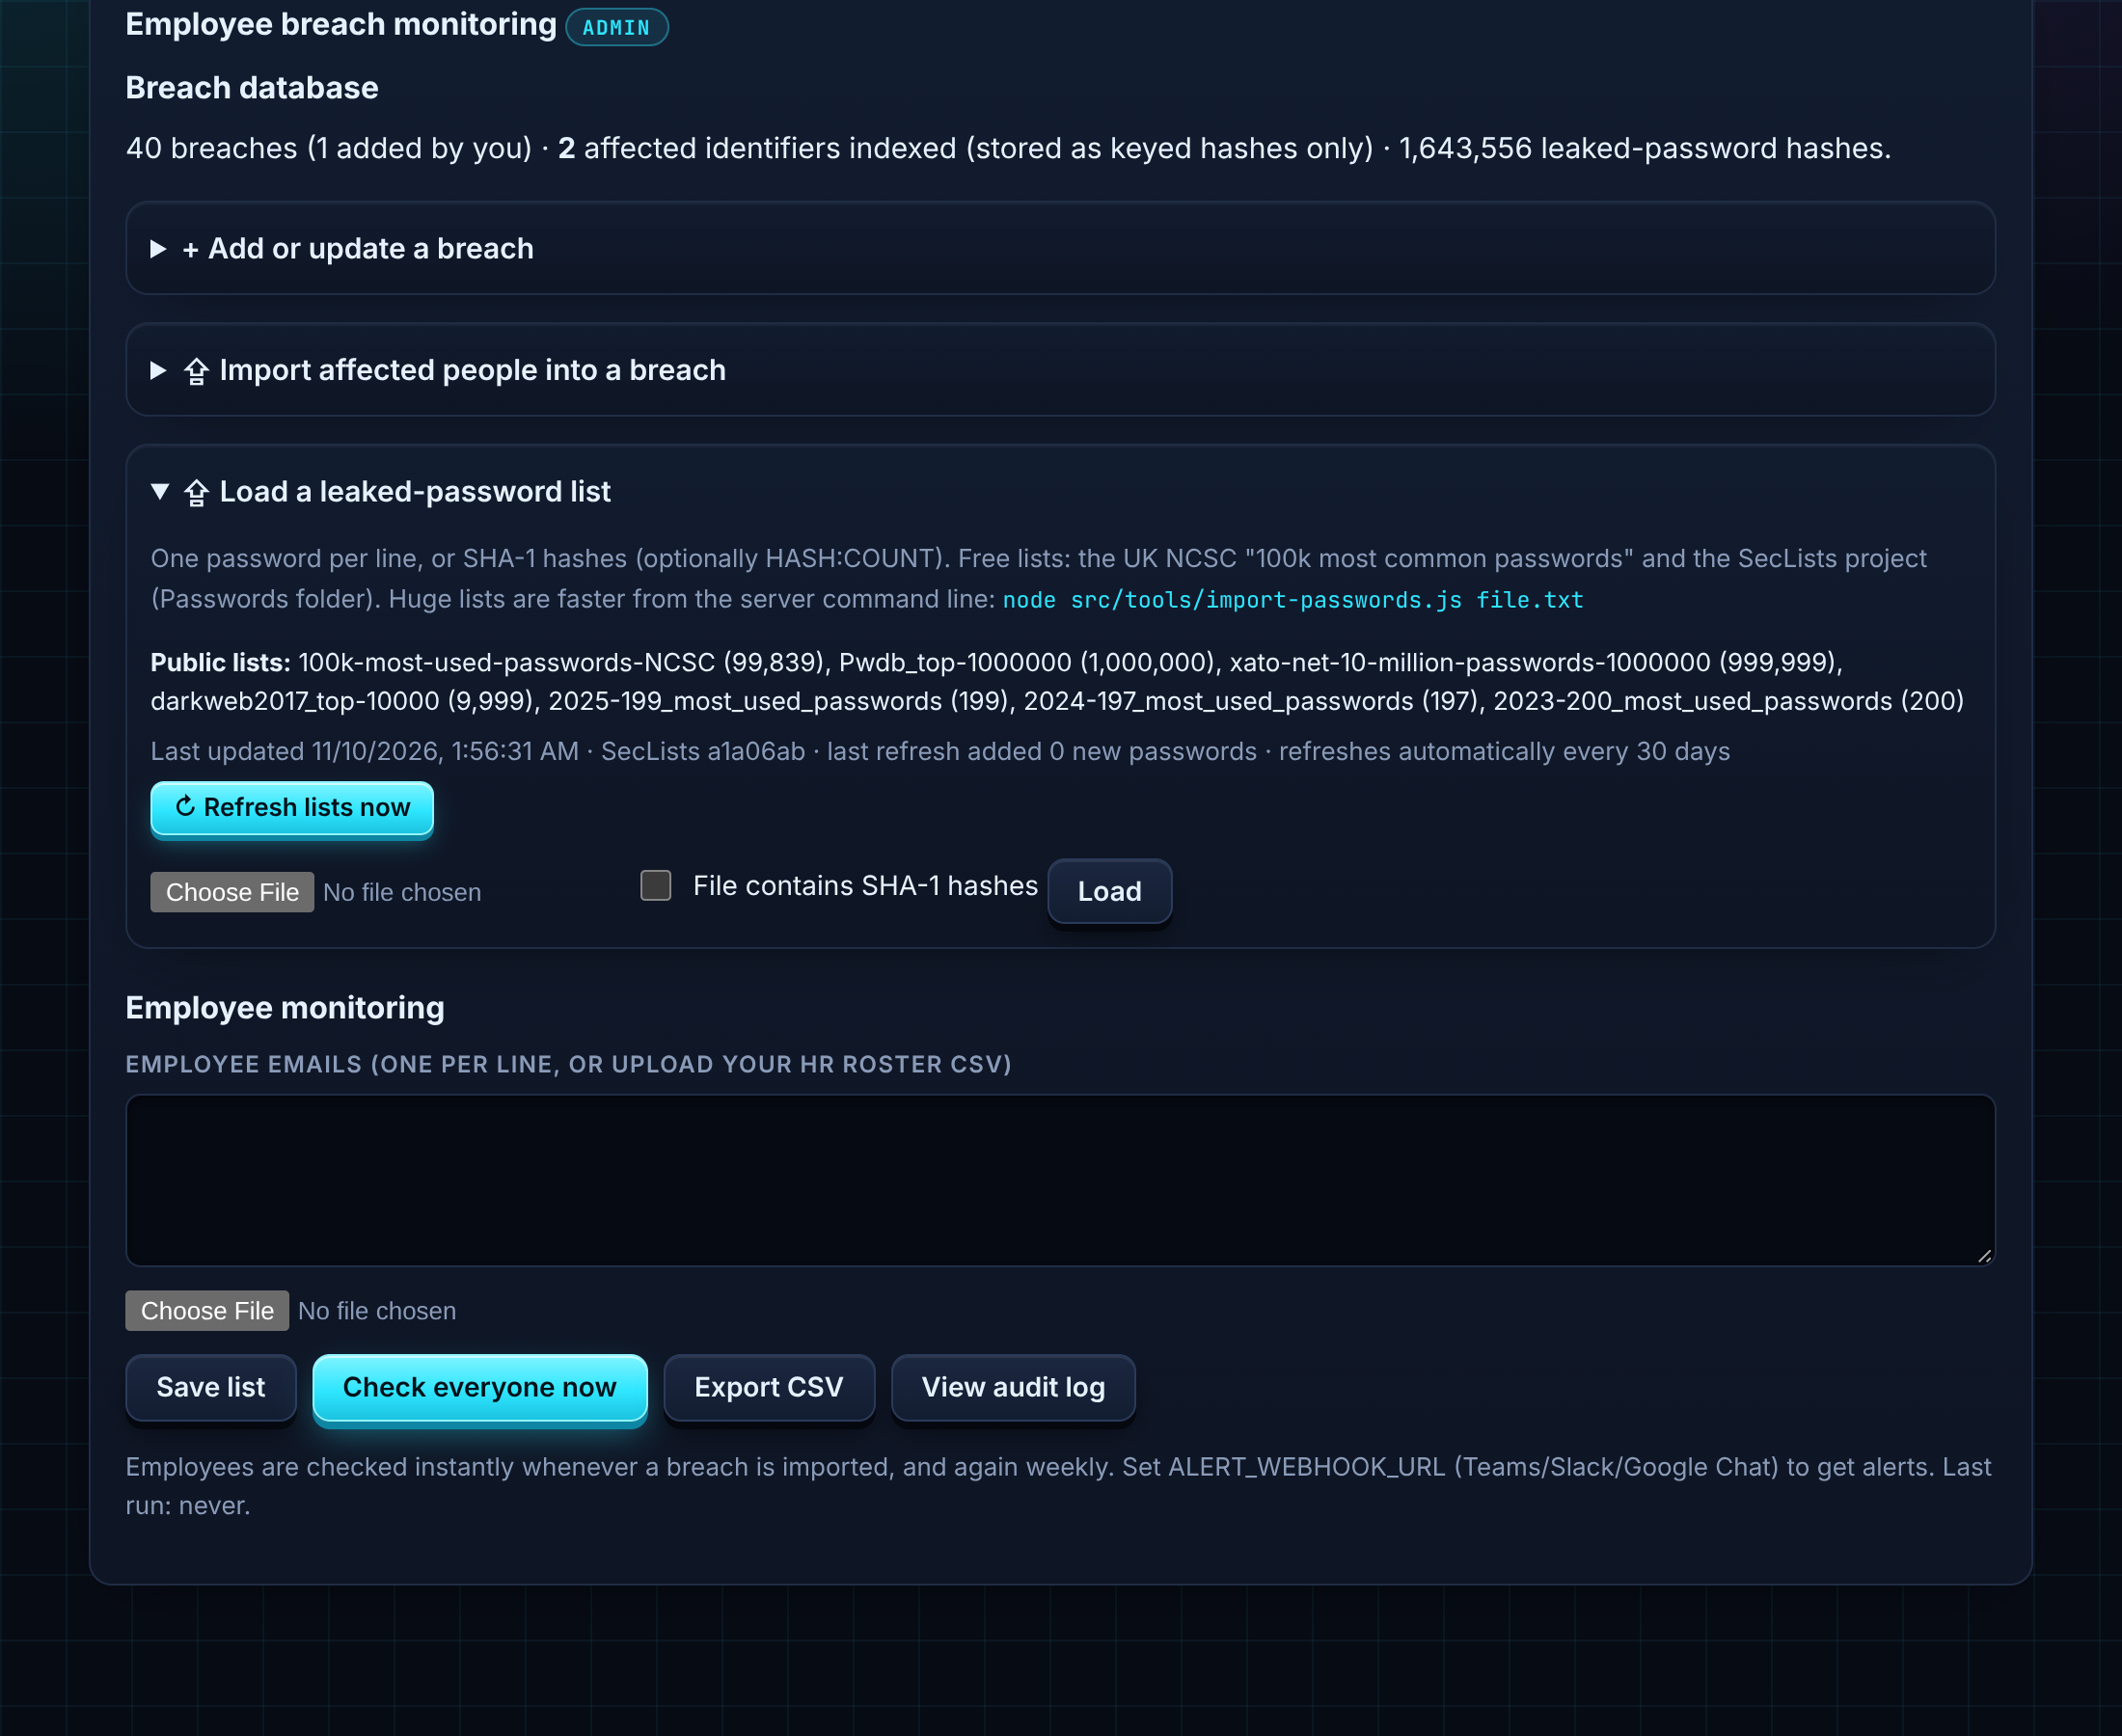 Employee breach monitoring ADMIN
Breach database
40 breaches (1 added by you) · 2 affected identifiers indexed (stored as keyed hashes only) · 1,643,556 leaked-password hashes.
▶ + Add or update a breach
▶ ⇪ Import affected people into a breach
▼ ⇪ Load a leaked-password list
One password per line, or SHA-1 hashes (optionally HASH:COUNT). Free lists: the UK NCSC "100k most common passwords" and the SecLists project
(Passwords folder). Huge lists are faster from the server command line: node src/tools/import-passwords.js file.txt
Public lists: 100k-most-used-passwords-NCSC (99,839), Pwdb_top-1000000 (1,000,000), xato-net-10-million-passwords-1000000 (999,999),
darkweb2017_top-10000 (9,999), 2025-199_most_used_passwords (199), 2024-197_most_used_passwords (197), 2023-200_most_used_passwords (200)
Last updated 11/10/2026, 1:56:31 AM · SecLists a1a06ab · last refresh added 0 new passwords · refreshes automatically every 30 days
↻ Refresh lists now
Choose File No file chosen File contains SHA-1 hashes Load
Employee monitoring
EMPLOYEE EMAILS (ONE PER LINE, OR UPLOAD YOUR HR ROSTER CSV)
Choose File No file chosen
Save list Check everyone now Export CSV View audit log
Employees are checked instantly whenever a breach is imported, and again weekly. Set ALERT_WEBHOOK_URL (Teams/Slack/Google Chat) to get alerts. Last
run: never.